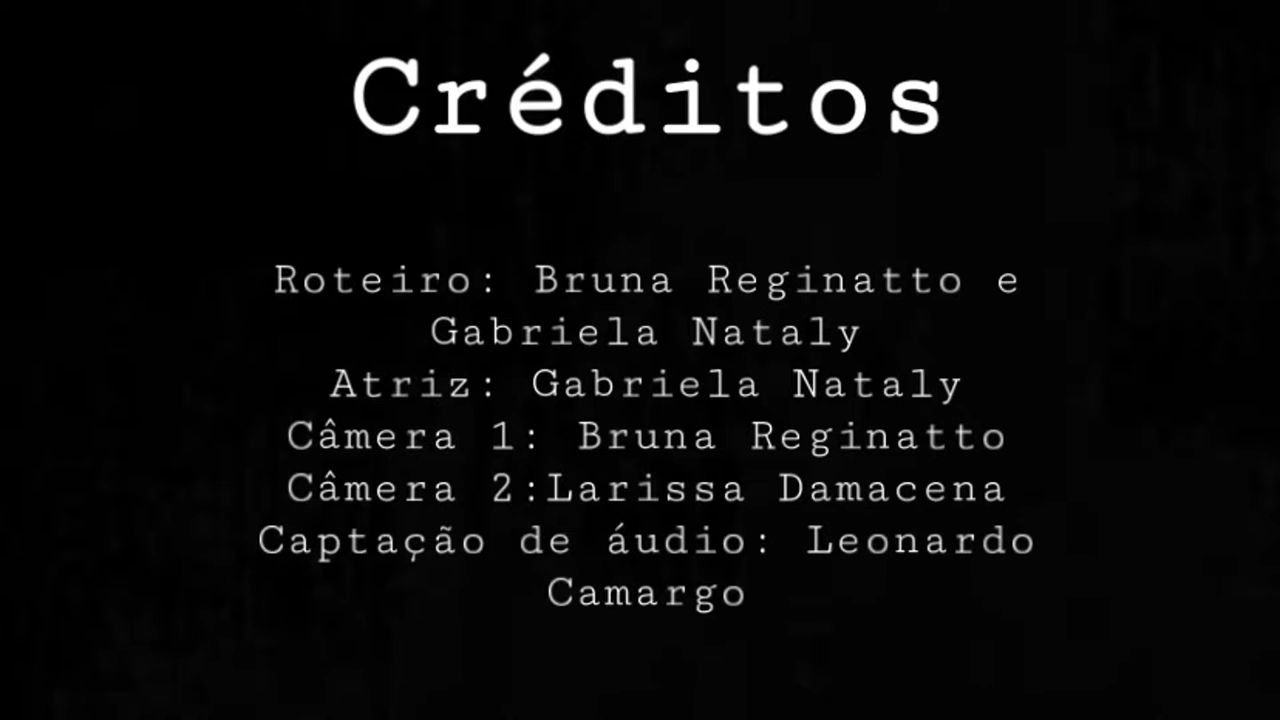 Créditos
Roteiro: Bruna Reginatto e
Gabriela Nataly
Atriz: Gabriela Nataly
Câmera 1: Bruna Reginatto
Câmera 2:Larissa Damacena
Captação de áudio: Leonardo
Camargo